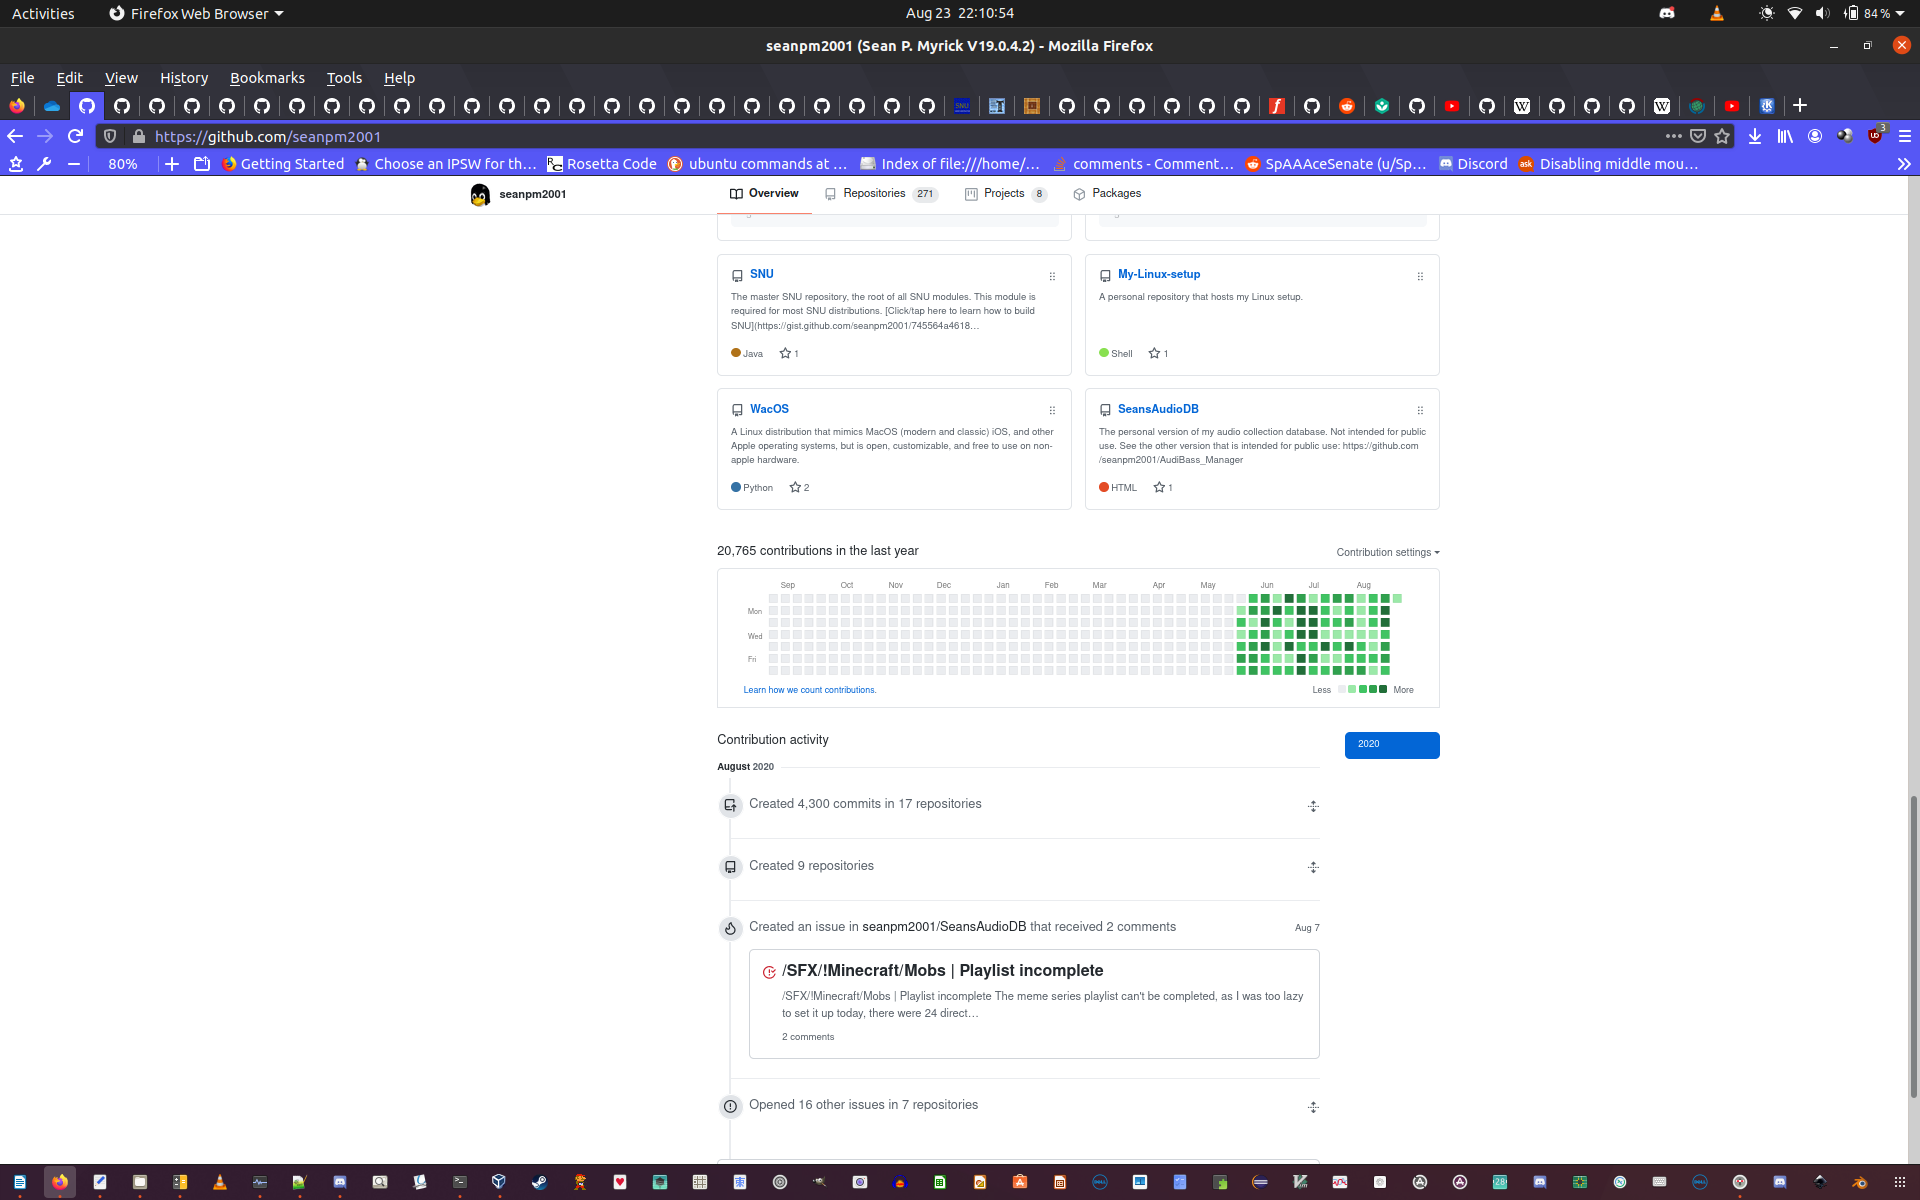 Activities
Firefox Web Browser
Aug 23 22:10:54
84 %
seanpm2001 (Sean P. Myrick V19.0.4.2) - Mozilla Firefox
File Edit View History Bookmarks Tools Help
https://github.com/seanpm2001
3
80%
Getting Started
Choose an IPSW for th…
Rosetta Code
ubuntu commands at …
Index of file:///home/…
comments - Comment…
SpAAAceSenate (u/Sp…
Discord
Disabling middle mou…
seanpm2001
Overview
Repositories 271
Projects 8
Packages
SNU
The master SNU repository, the root of all SNU modules. This module is
required for most SNU distributions. [Click/tap here to learn how to build
SNU](https://gist.github.com/seanpm2001/745564a4618…
Java 1
My-Linux-setup
A personal repository that hosts my Linux setup.
Shell 1
WacOS
A Linux distribution that mimics MacOS (modern and classic) iOS, and other
Apple operating systems, but is open, customizable, and free to use on non-
apple hardware.
Python 2
SeansAudioDB
The personal version of my audio collection database. Not intended for public
use. See the other version that is intended for public use: https://github.com
/seanpm2001/AudiBass_Manager
HTML 1
20,765 contributions in the last year
Contribution settings
Sep Oct Nov Dec Jan Feb Mar Apr May Jun Jul Aug
Mon
Wed
Fri
Learn how we count contributions.
Less More
Contribution activity
2020
August 2020
Created 4,300 commits in 17 repositories
Created 9 repositories
Created an issue in seanpm2001/SeansAudioDB that received 2 comments
Aug 7
/SFX/!Minecraft/Mobs | Playlist incomplete
/SFX/!Minecraft/Mobs | Playlist incomplete The meme series playlist can't be completed, as I was too lazy
to set it up today, there were 24 direct…
2 comments
Opened 16 other issues in 7 repositories